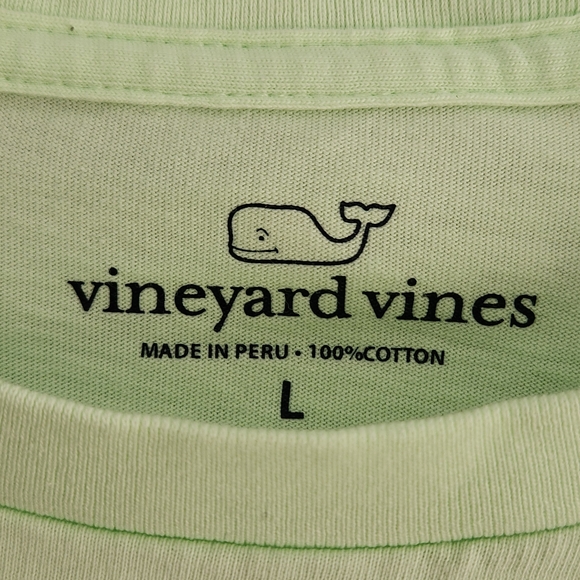 vineyard vines
MADE IN PERU • 100%COTTON
L